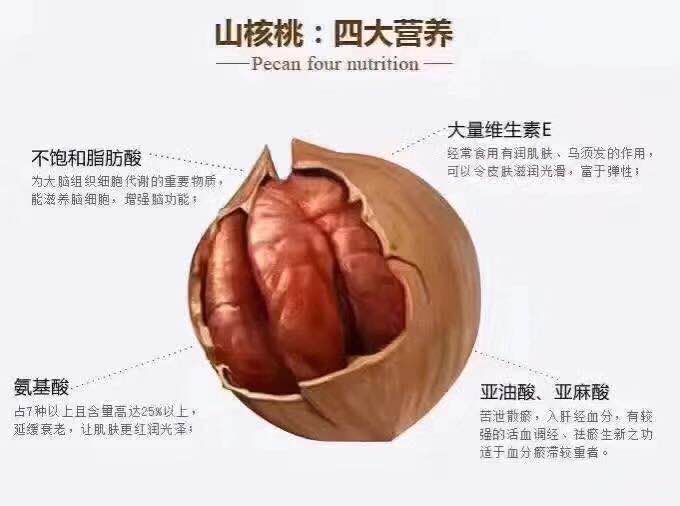 山核桃：四大营养
Pecan four nutrition
不饱和脂肪酸
为大脑组织细胞代谢的重要物质，
能滋养脑细胞，增强脑功能；
大量维生素E
经常食用有润肌肤、乌须发的作用，
可以令皮肤滋润光滑，富于弹性；
氨基酸
占7种以上且含量高达25%以上，
延缓衰老，让肌肤更红润光泽；
亚油酸、亚麻酸
苦泄散瘀，入肝经血分，有较
强的活血调经、祛瘀生新之功
适于血分瘀滞较重者。